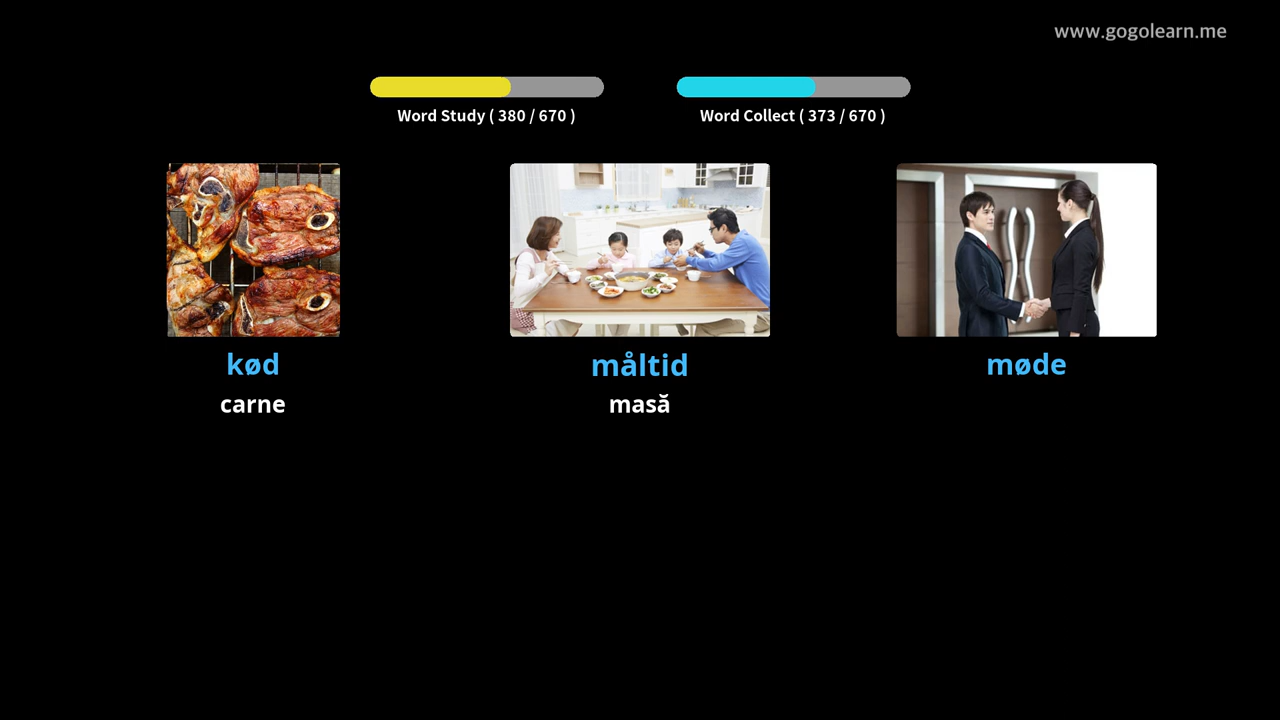 www.gogolearn.me
Word Study ( 380 / 670 )
Word Collect ( 373 / 670 )
kød
måltid
møde
carne
masă